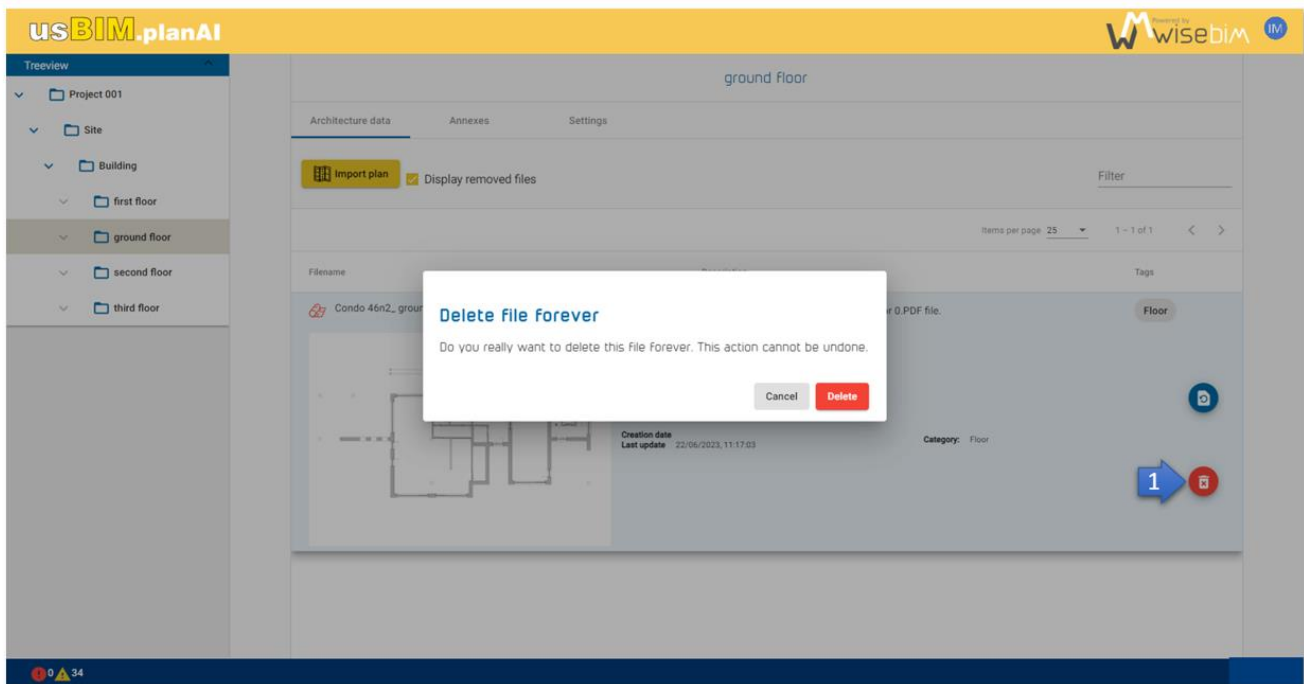 usBIM.planAI
Powered by
wisebim
IM
Treeview
Project 001
Site
Building
first floor
ground floor
second floor
third floor
ground floor
Architecture data Annexes Settings
Import plan
Display removed files
Filter
Items per page 25 1 – 1 of 1
Filename Description Tags
Condo 46n2_ groun
r 0.PDF file.
Floor
Delete file forever
Do you really want to delete this file forever. This action cannot be undone.
Cancel Delete
Creation date
Last update 22/06/2023, 11:17:03
Category: Floor
1
0 34